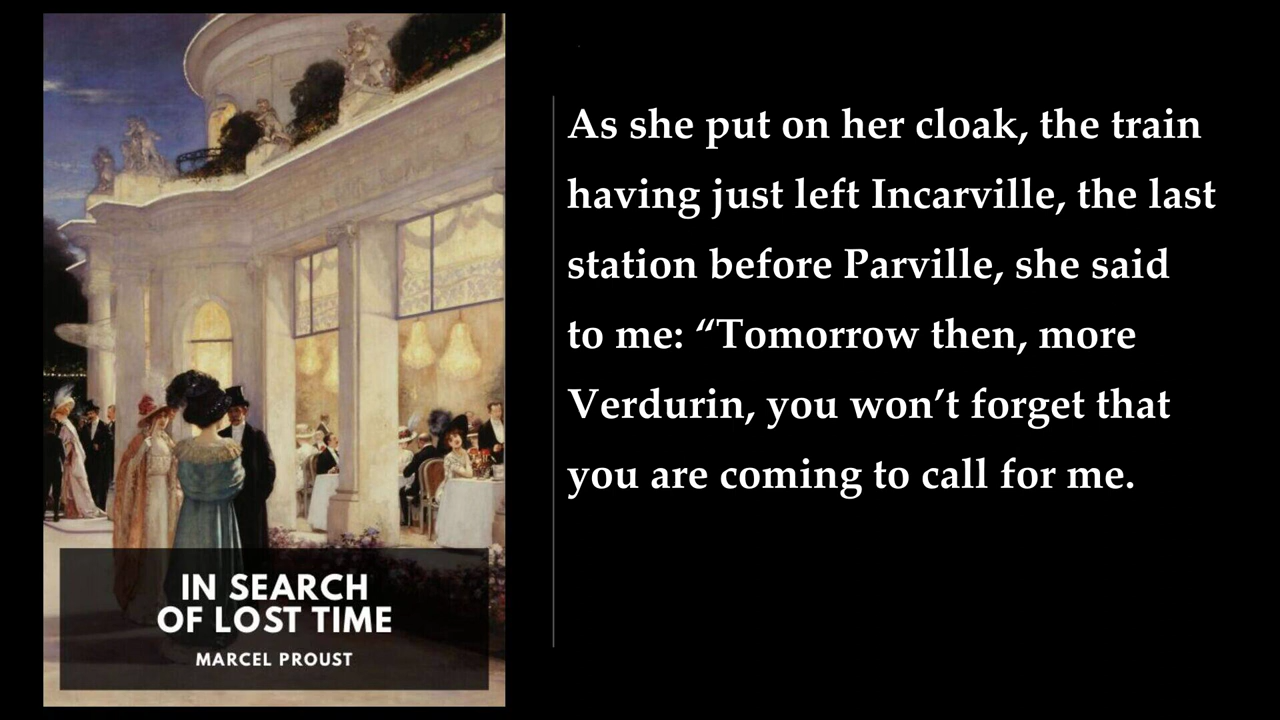 As she put on her cloak, the train
having just left Incarville, the last
station before Parville, she said
to me: “Tomorrow then, more
Verdurin, you won’t forget that
you are coming to call for me.
IN SEARCH
OF LOST TIME
MARCEL PROUST